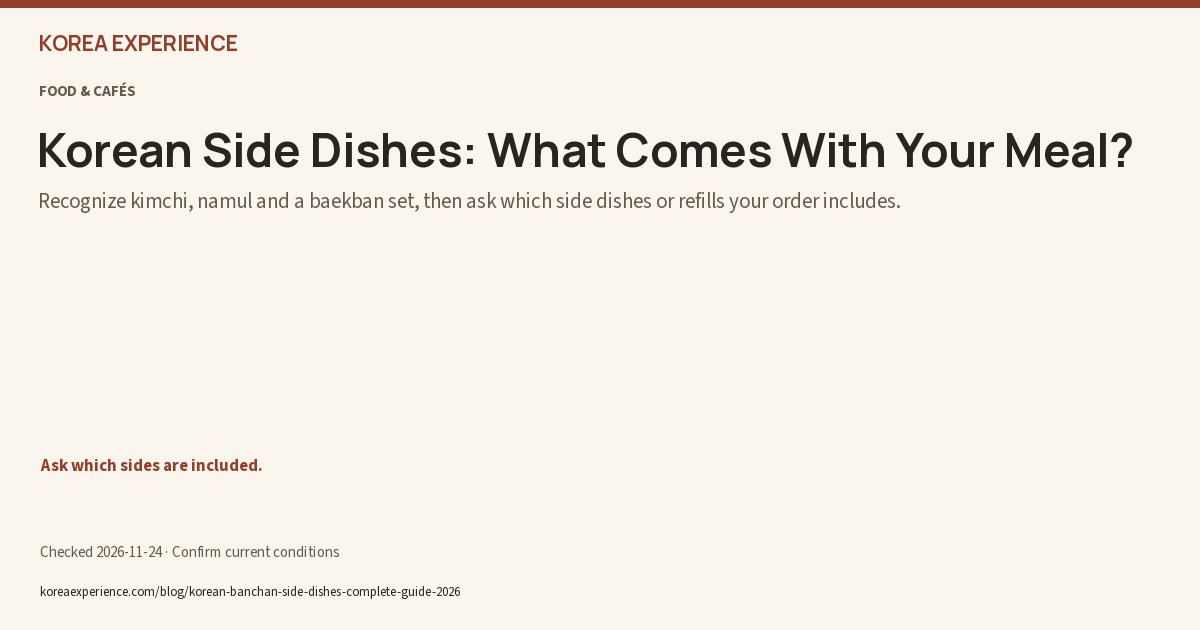 KOREA EXPERIENCE
FOOD & CAFÉS
Korean Side Dishes: What Comes With Your Meal?
Recognize kimchi, namul and a baekban set, then ask which side dishes or refills your order includes.
Ask which sides are included.
Checked 2026-11-24 · Confirm current conditions
koreaexperience.com/blog/korean-banchan-side-dishes-complete-guide-2026